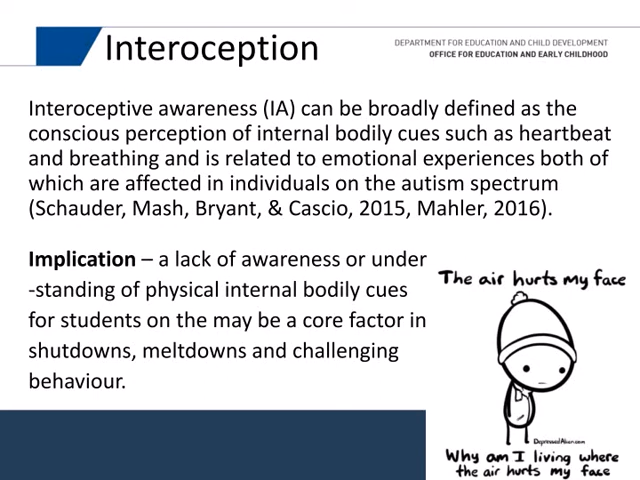 Interoception
DEPARTMENT FOR EDUCATION AND CHILD DEVELOPMENT
OFFICE FOR EDUCATION AND EARLY CHILDHOOD
Interoceptive awareness (IA) can be broadly defined as the
conscious perception of internal bodily cues such as heartbeat
and breathing and is related to emotional experiences both of
which are affected in individuals on the autism spectrum
(Schauder, Mash, Bryant, & Cascio, 2015, Mahler, 2016).
Implication – a lack of awareness or under
-standing of physical internal bodily cues
for students on the may be a core factor in
shutdowns, meltdowns and challenging
behaviour.
The air hurts my face
DepressedAlien.com
Why am I living where
the air hurts my face